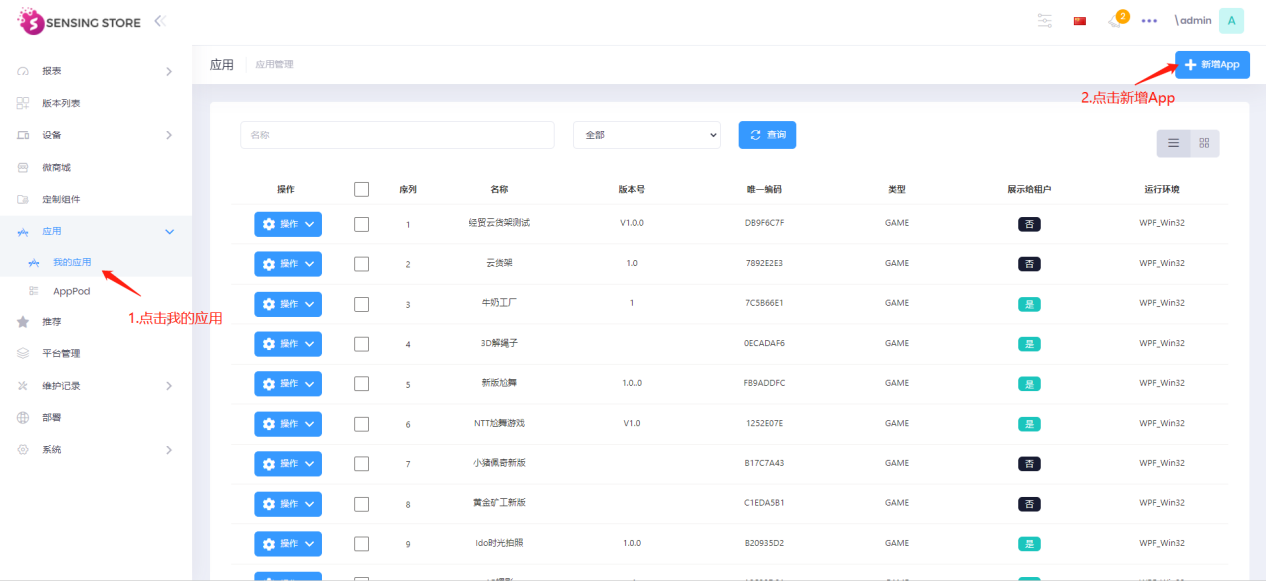 SENSING STORE
2
\admin
A
报表
版本列表
设备
微商城
定制组件
应用
我的应用
AppPod
推荐
平台管理
维护记录
部署
系统
1.点击我的应用
应用 应用管理
新增App
2.点击新增App
名称 全部 查询
操作 序列 名称 版本号 唯一编码 类型 展示给租户 运行环境
操作 1 经贸云货架测试 V1.0.0 DB9F6C7F GAME 否 WPF_Win32
操作 2 云货架 1.0 7892E2E3 GAME 否 WPF_Win32
操作 3 牛奶工厂 1 7C5B66E1 GAME 是 WPF_Win32
操作 4 3D解绳子 0ECADAF6 GAME 是 WPF_Win32
操作 5 新版尬舞 1.0..0 FB9ADDFC GAME 是 WPF_Win32
操作 6 NTT尬舞游戏 V1.0 1252E07E GAME 是 WPF_Win32
操作 7 小猪佩奇新版 B17C7A43 GAME 否 WPF_Win32
操作 8 黄金矿工新版 C1EDA5B1 GAME 否 WPF_Win32
操作 9 Ido时光拍照 1.0.0 B20935D2 GAME 是 WPF_Win32